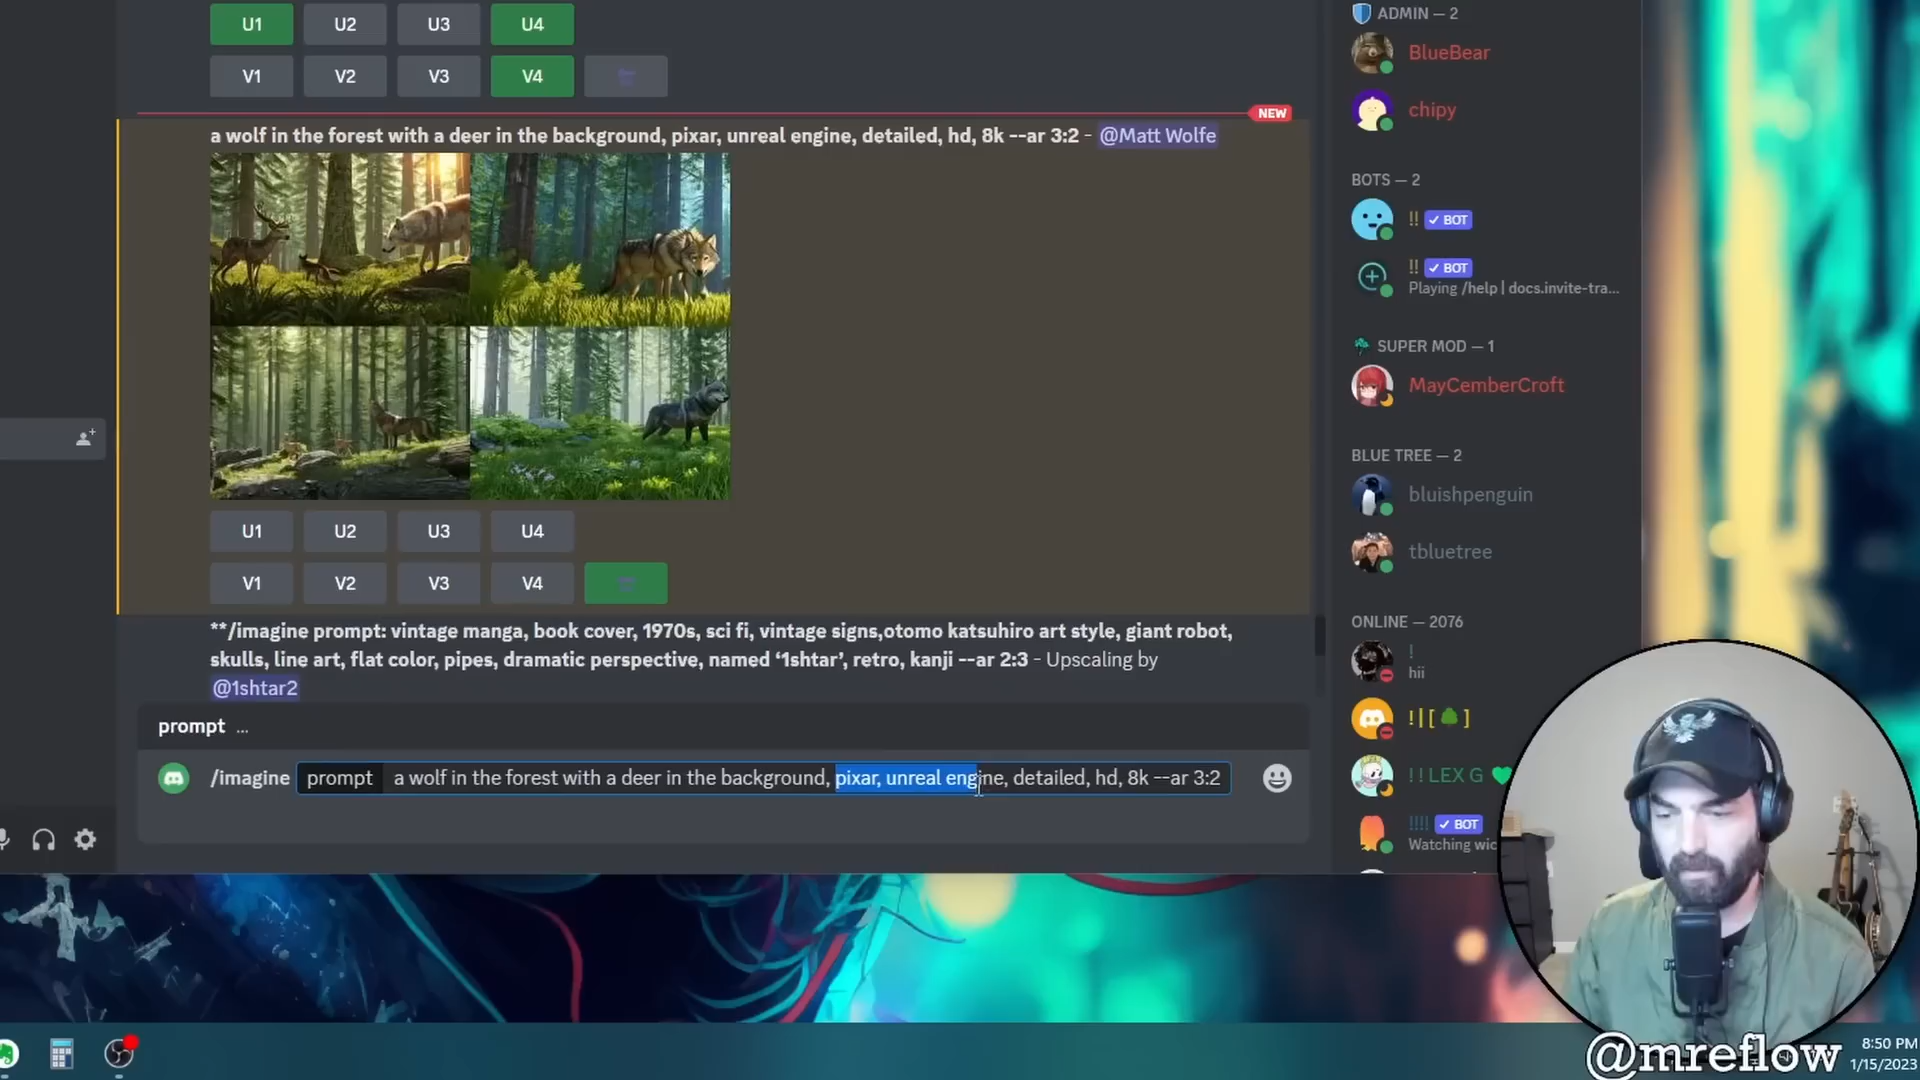 U1 U2 U3 U4
V1 V2 V3 V4
NEW
a wolf in the forest with a deer in the background, pixar, unreal engine, detailed, hd, 8k --ar 3:2 - @Matt Wolfe
U1 U2 U3 U4
V1 V2 V3 V4
**/imagine prompt: vintage manga, book cover, 1970s, sci fi, vintage signs,otomo katsuhiro art style, giant robot,
skulls, line art, flat color, pipes, dramatic perspective, named ‘1shtar’, retro, kanji --ar 2:3 - Upscaling by
@1shtar2
prompt ...
/imagine prompt a wolf in the forest with a deer in the background, pixar, unreal engine, detailed, hd, 8k --ar 3:2
ADMIN — 2
BlueBear
chipy
BOTS — 2
!! BOT
!! BOT
Playing /help | docs.invite-tra...
SUPER MOD — 1
MayCemberCroft
BLUE TREE — 2
bluishpenguin
tbluetree
ONLINE — 2076
!
hii
!|[ ]
!!LEX G
!!!! BOT
Watching wic
@mreflow
8:50 PM
1/15/2023